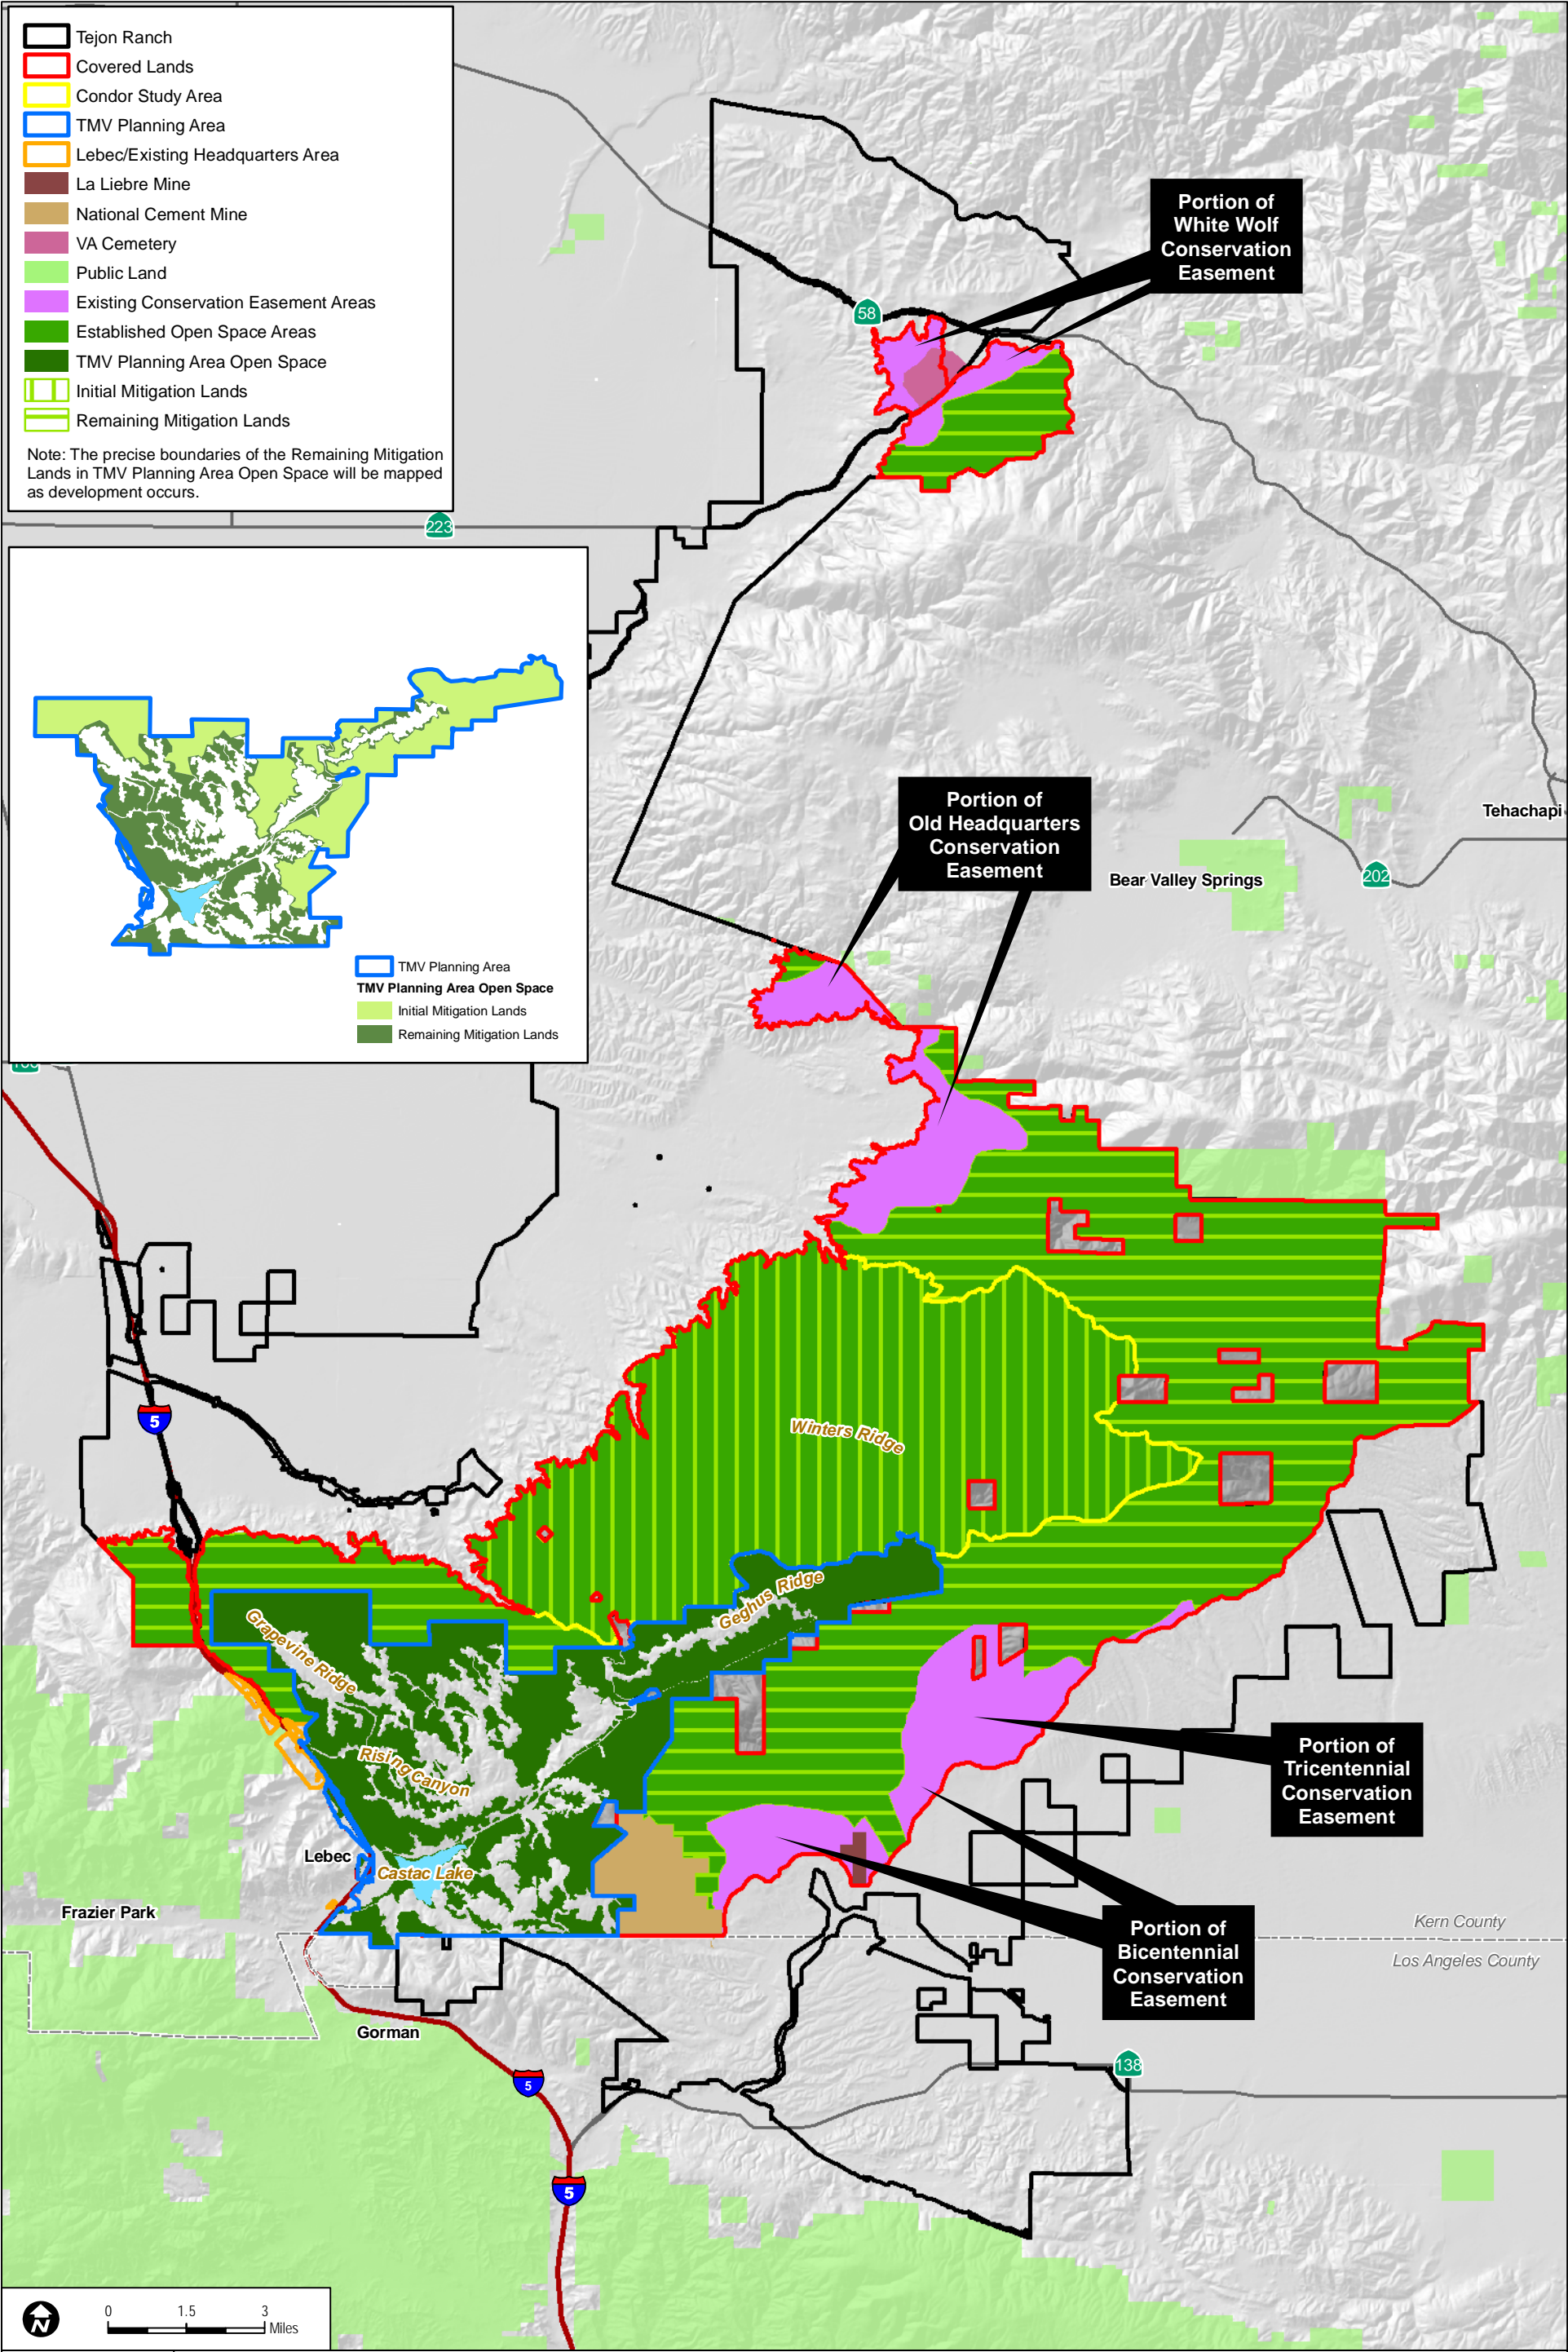 Tejon Ranch
Covered Lands
Condor Study Area
TMV Planning Area
Lebec/Existing Headquarters Area
La Liebre Mine
National Cement Mine
VA Cemetery
Public Land
Existing Conservation Easement Areas
Established Open Space Areas
TMV Planning Area Open Space
Initial Mitigation Lands
Remaining Mitigation Lands
Note: The precise boundaries of the Remaining Mitigation
Lands in TMV Planning Area Open Space will be mapped
as development occurs.
Portion of
White Wolf
Conservation
Easement
58
223
TMV Planning Area
TMV Planning Area Open Space
Initial Mitigation Lands
Remaining Mitigation Lands
Portion of
Old Headquarters
Conservation
Easement
Tehachapi
Bear Valley Springs
202
5
Winters Ridge
Geghus Ridge
Grapevine Ridge
Rising Canyon
Portion of
Tricentennial
Conservation
Easement
Lebec
Castac Lake
Frazier Park
Portion of
Bicentennial
Conservation
Easement
Kern County
Los Angeles County
Gorman
138
5
5
N
0 1.5 3
Miles